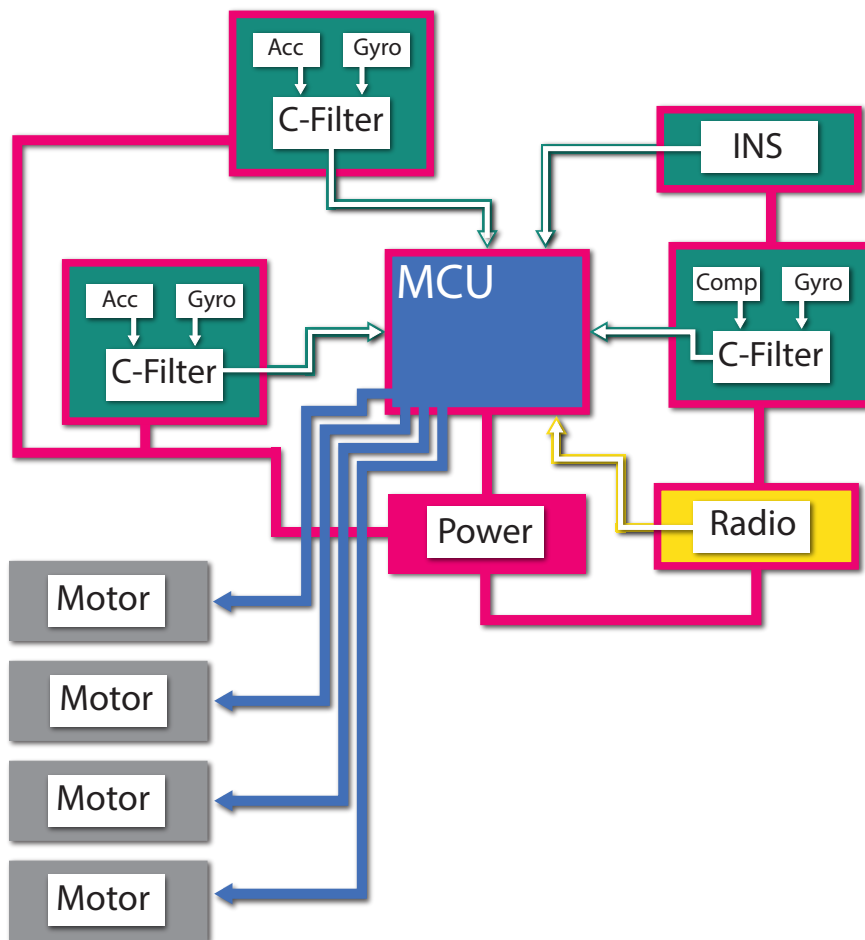 Acc
Gyro
C-Filter
INS
MCU
Acc
Gyro
C-Filter
Comp
Gyro
C-Filter
Power
Radio
Motor
Motor
Motor
Motor